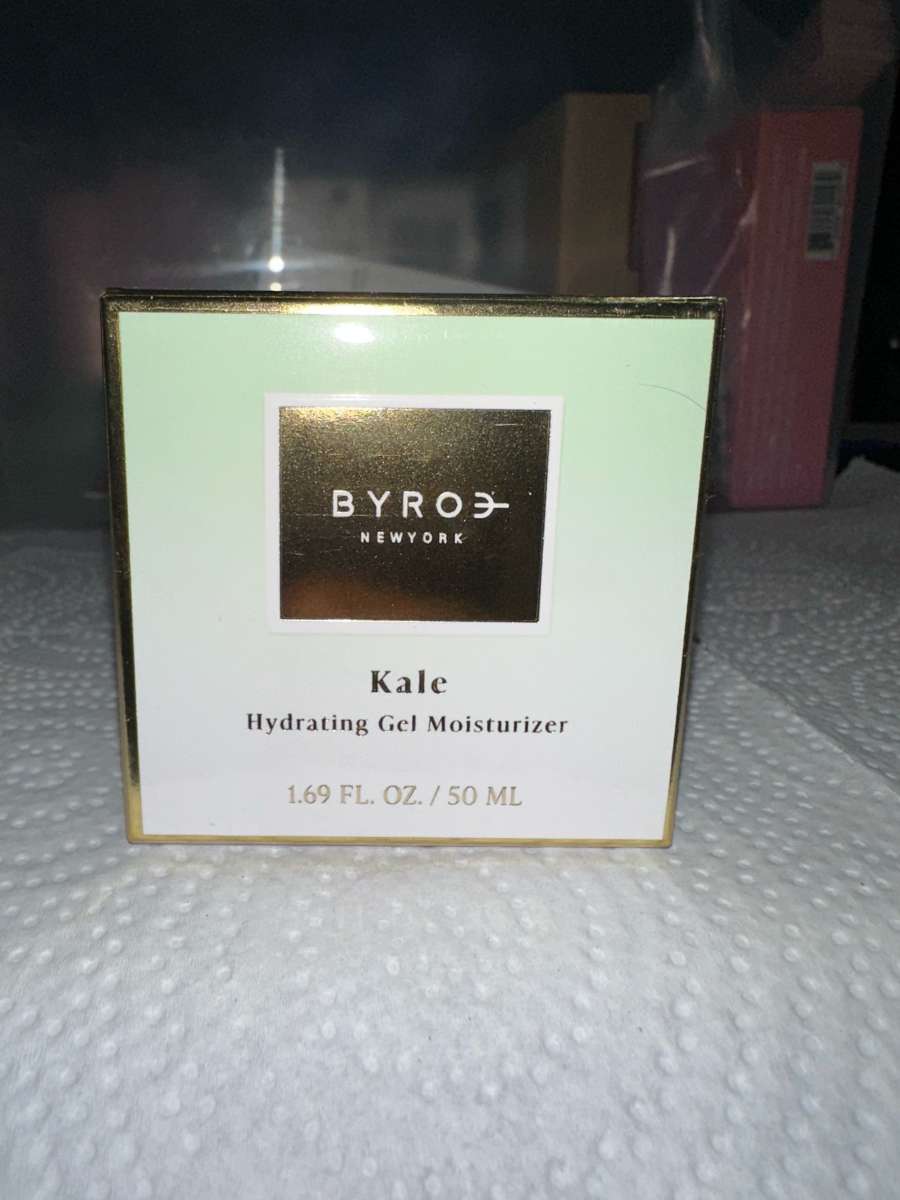 BYROE
NEWYORK
Kale
Hydrating Gel Moisturizer
1.69 FL. OZ. / 50 ML